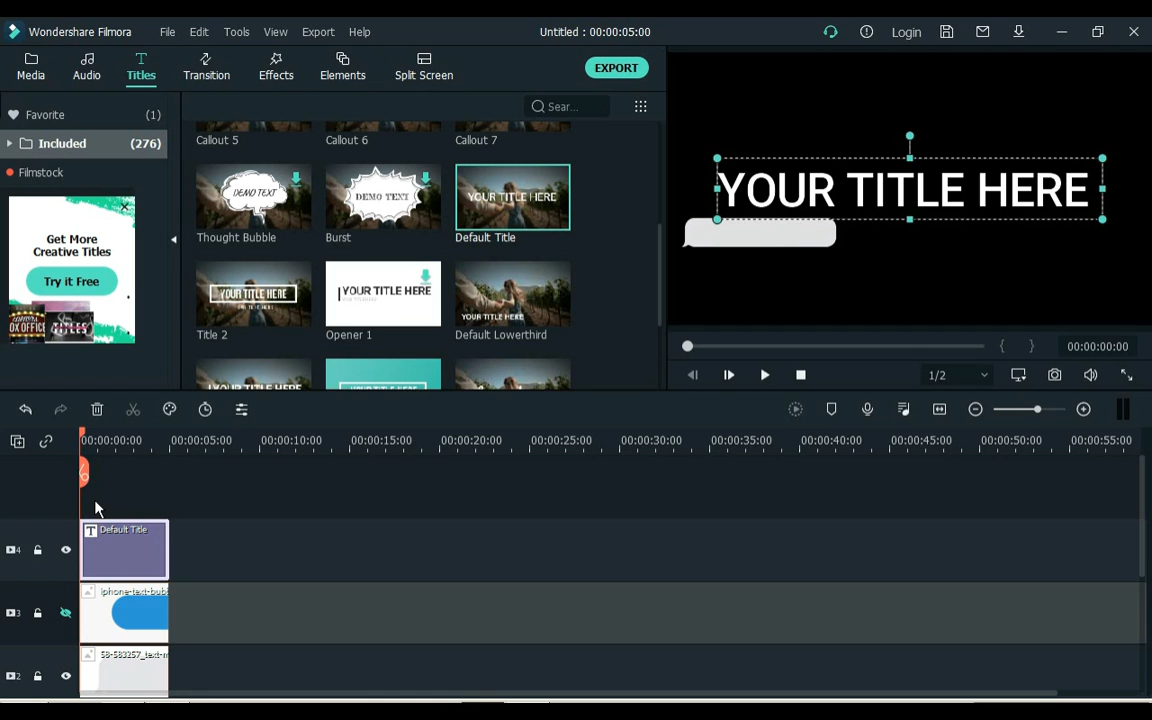 Wondershare Filmora File Edit Tools View Export Help Untitled : 00:00:05:00 Login
Media Audio Titles Transition Effects Elements Split Screen EXPORT
Favorite (1)
Included (276)
Filmstock
Get More
Creative Titles
Try it Free
BOX OFFICE
Sear...
Callout 5 Callout 6 Callout 7
DEMO TEXT DEMO TEXT YOUR TITLE HERE
Thought Bubble Burst Default Title
YOUR TITLE HERE YOUR TITLE HERE YOUR TITLE HERE
Title 2 Opener 1 Default Lowerthird
YOUR TITLE HERE
YOUR TITLE HERE
{ } 00:00:00:00
1/2
00:00:00:00 00:00:05:00 00:00:10:00 00:00:15:00 00:00:20:00 00:00:25:00 00:00:30:00 00:00:35:00 00:00:40:00 00:00:45:00 00:00:50:00 00:00:55:00
4 T Default Title
3 iphone-text-bubb
2 58-583257_text-m